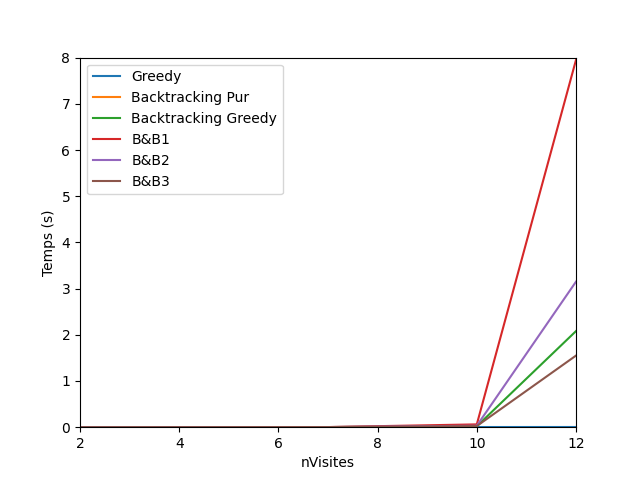 8
7
6
5
4
3
2
1
0
Temps (s)
Greedy
Backtracking Pur
Backtracking Greedy
B&B1
B&B2
B&B3
2 4 6 8 10 12
nVisites